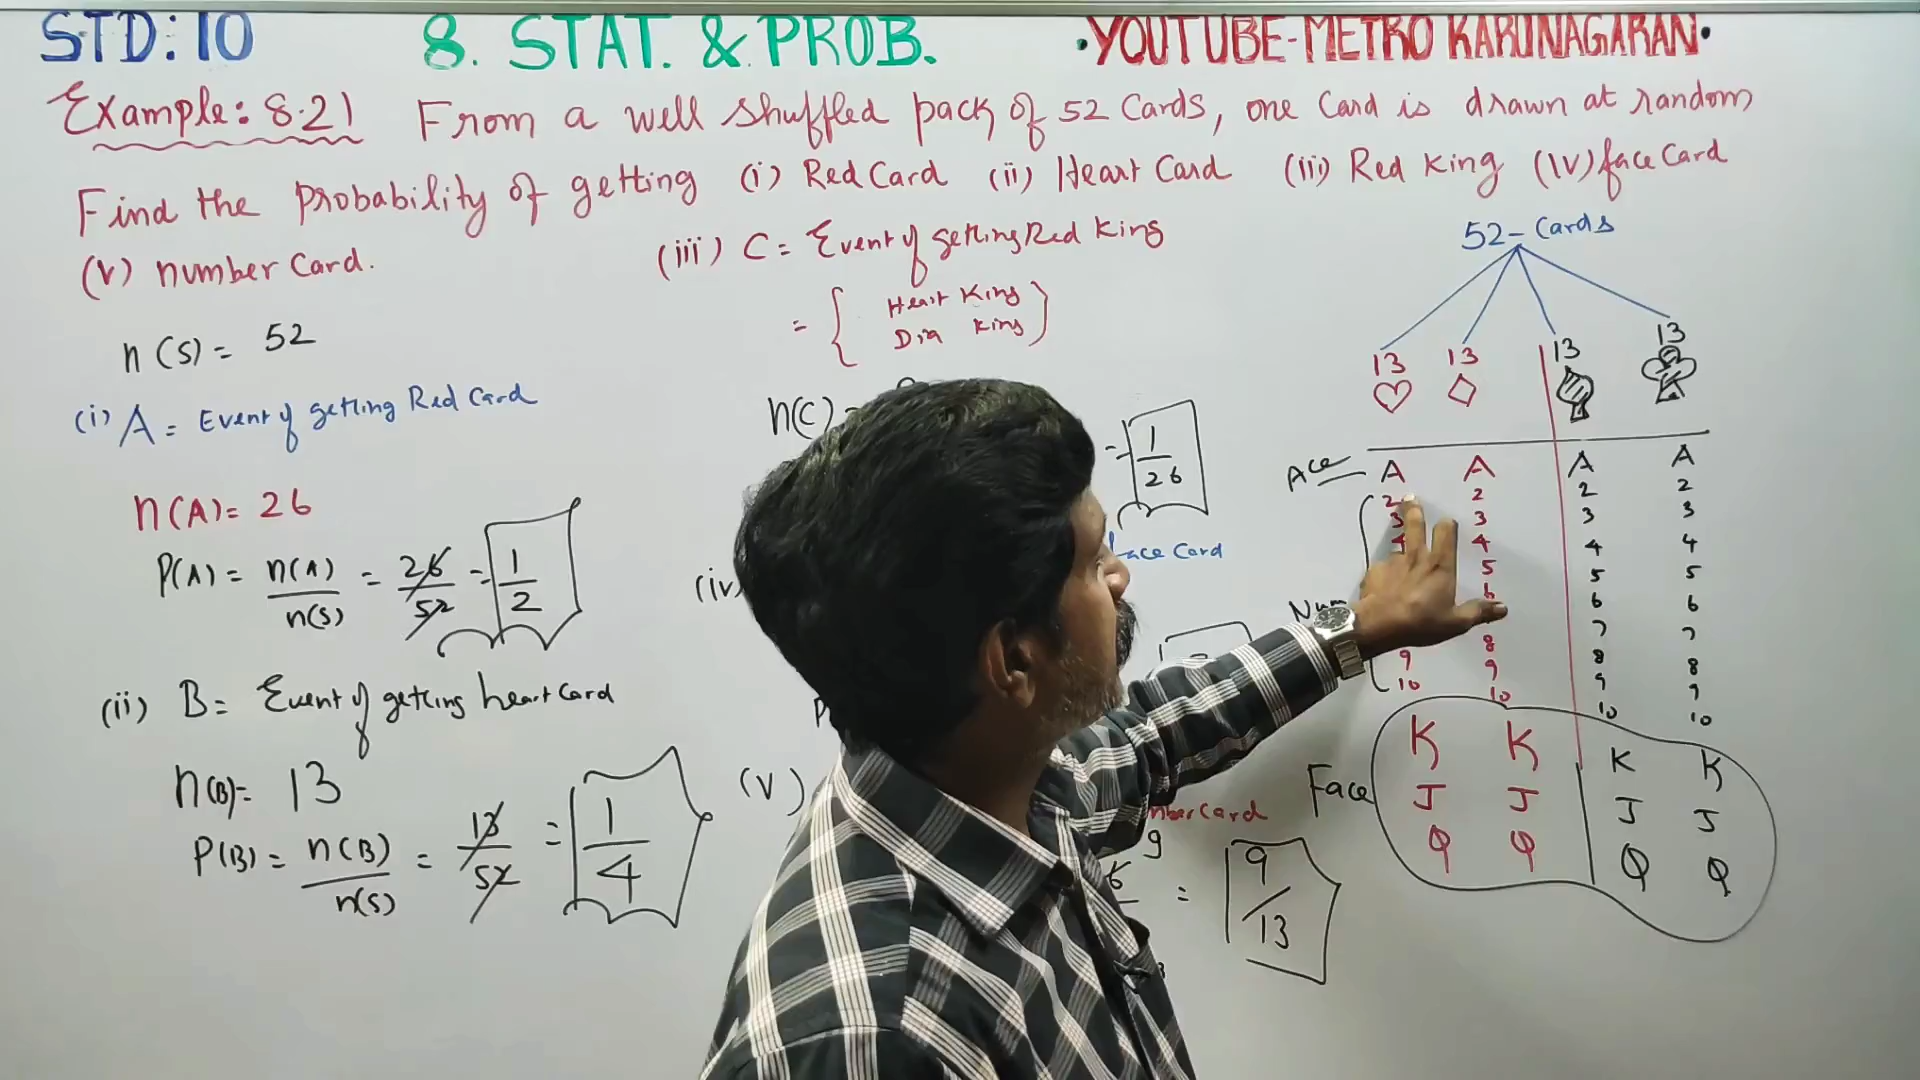 STD: 10 8. STAT. & PROB. •YOUTUBE-METRO KARUNAGARAN•
Example: 8.21 From a well shuffled pack of 52 Cards, one Card is drawn at random
Find the Probability of getting (i) Red Card (ii) Heart Card (iii) Red King (iv) face Card
(v) number Card.
n(S) = 52
(i) A = Event of getting Red Card
n(A) = 26
P(A) = n(A)/n(S) = 26/52 = 1/2
(ii) B = Event of getting heart Card
n(B) = 13
P(B) = n(B)/n(S) = 13/52 = 1/4
(iii) C = Event of getting Red King
= { Heart King
Dia King }
n(C)
= 1/26
(iv)
face Card
(v)
Card
9
= 9/13
52 - Cards
13 13 13 13
Ace A A A A
2 2 2 2
3 3 3 3
4 4 4 4
5 5 5
6 6 6
7 7
8 8 8
9 9 9 9
10 10 10 10
K K K K
Face J J J J
Q Q Q Q